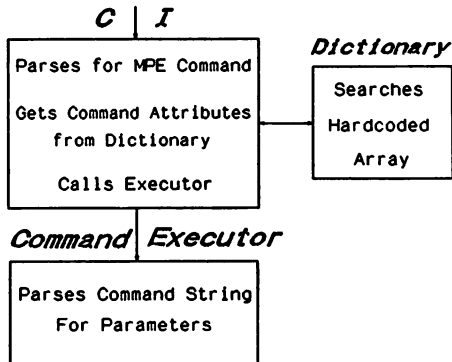 C I
Parses for MPE Command
Gets Command Attributes
from Dictionary
Calls Executor
Dictionary
Searches
Hardcoded
Array
Command Executor
Parses Command String
For Parameters